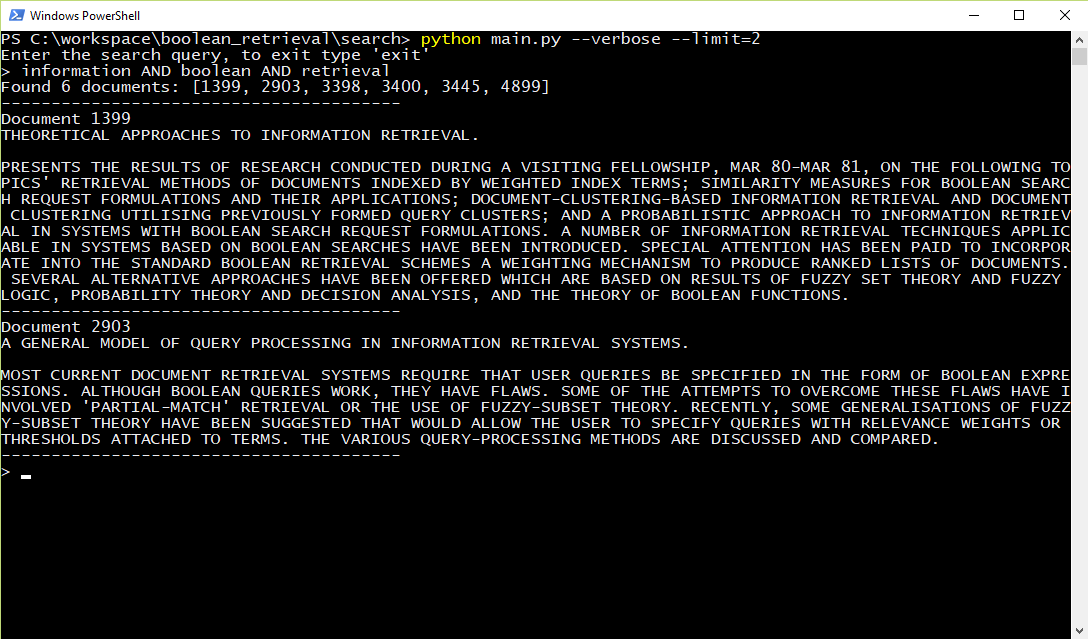 Windows PowerShell
PS C:\workspace\boolean_retrieval\search> python main.py --verbose --limit=2
Enter the search query, to exit type 'exit'
> information AND boolean AND retrieval
Found 6 documents: [1399, 2903, 3398, 3400, 3445, 4899]
----------------------------------------
Document 1399
THEORETICAL APPROACHES TO INFORMATION RETRIEVAL.

PRESENTS THE RESULTS OF RESEARCH CONDUCTED DURING A VISITING FELLOWSHIP, MAR 80-MAR 81, ON THE FOLLOWING TO
PICS' RETRIEVAL METHODS OF DOCUMENTS INDEXED BY WEIGHTED INDEX TERMS; SIMILARITY MEASURES FOR BOOLEAN SEARC
H REQUEST FORMULATIONS AND THEIR APPLICATIONS; DOCUMENT-CLUSTERING-BASED INFORMATION RETRIEVAL AND DOCUMENT
 CLUSTERING UTILISING PREVIOUSLY FORMED QUERY CLUSTERS; AND A PROBABILISTIC APPROACH TO INFORMATION RETRIEV
AL IN SYSTEMS WITH BOOLEAN SEARCH REQUEST FORMULATIONS. A NUMBER OF INFORMATION RETRIEVAL TECHNIQUES APPLIC
ABLE IN SYSTEMS BASED ON BOOLEAN SEARCHES HAVE BEEN INTRODUCED. SPECIAL ATTENTION HAS BEEN PAID TO INCORPOR
ATE INTO THE STANDARD BOOLEAN RETRIEVAL SCHEMES A WEIGHTING MECHANISM TO PRODUCE RANKED LISTS OF DOCUMENTS.
 SEVERAL ALTERNATIVE APPROACHES HAVE BEEN OFFERED WHICH ARE BASED ON RESULTS OF FUZZY SET THEORY AND FUZZY
LOGIC, PROBABILITY THEORY AND DECISION ANALYSIS, AND THE THEORY OF BOOLEAN FUNCTIONS.
----------------------------------------
Document 2903
A GENERAL MODEL OF QUERY PROCESSING IN INFORMATION RETRIEVAL SYSTEMS.

MOST CURRENT DOCUMENT RETRIEVAL SYSTEMS REQUIRE THAT USER QUERIES BE SPECIFIED IN THE FORM OF BOOLEAN EXPRE
SSIONS. ALTHOUGH BOOLEAN QUERIES WORK, THEY HAVE FLAWS. SOME OF THE ATTEMPTS TO OVERCOME THESE FLAWS HAVE I
NVOLVED 'PARTIAL-MATCH' RETRIEVAL OR THE USE OF FUZZY-SUBSET THEORY. RECENTLY, SOME GENERALISATIONS OF FUZZ
Y-SUBSET THEORY HAVE BEEN SUGGESTED THAT WOULD ALLOW THE USER TO SPECIFY QUERIES WITH RELEVANCE WEIGHTS OR
THRESHOLDS ATTACHED TO TERMS. THE VARIOUS QUERY-PROCESSING METHODS ARE DISCUSSED AND COMPARED.
----------------------------------------
> _